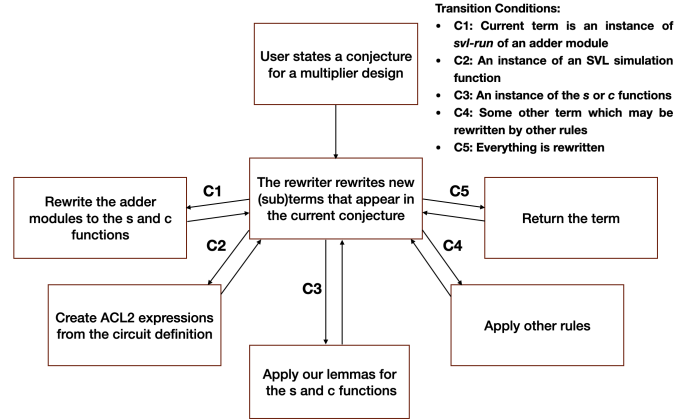 Transition Conditions:
• C1: Current term is an instance of
svl-run of an adder module
• C2: An instance of an SVL simulation
function
• C3: An instance of the s or c functions
• C4: Some other term which may be
rewritten by other rules
• C5: Everything is rewritten
User states a conjecture
for a multiplier design
The rewriter rewrites new
(sub)terms that appear in
the current conjecture
C1
C5
Rewrite the adder
modules to the s and c
functions
Return the term
C2
C4
C3
Create ACL2 expressions
from the circuit definition
Apply other rules
Apply our lemmas for
the s and c functions